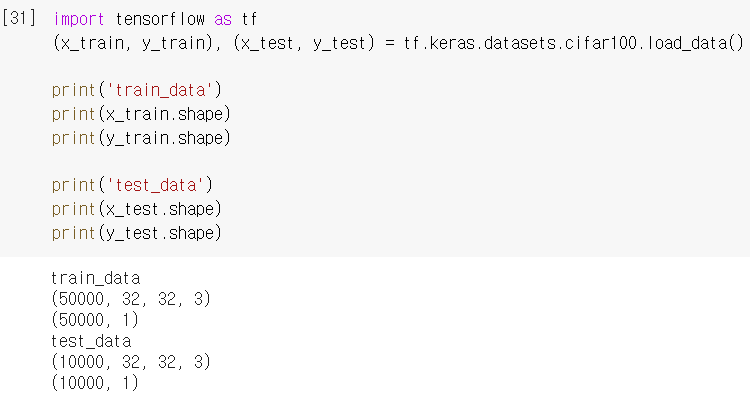 [31] import tensorflow as tf
(x_train, y_train), (x_test, y_test) = tf.keras.datasets.cifar100.load_data()
print('train_data')
print(x_train.shape)
print(y_train.shape)
print('test_data')
print(x_test.shape)
print(y_test.shape)
train_data
(50000, 32, 32, 3)
(50000, 1)
test_data
(10000, 32, 32, 3)
(10000, 1)